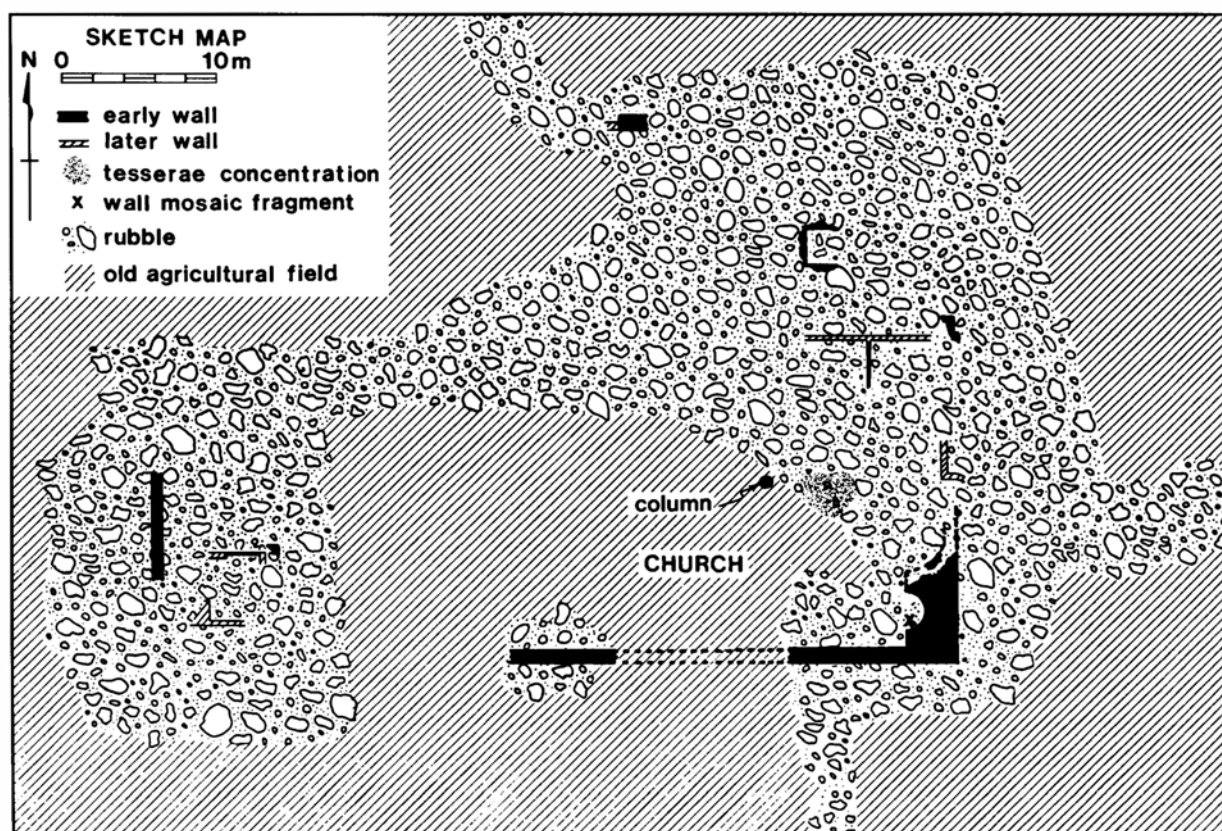 SKETCH MAP
N 0 10m
early wall
later wall
tesserae concentration
x wall mosaic fragment
rubble
old agricultural field
column
CHURCH
x